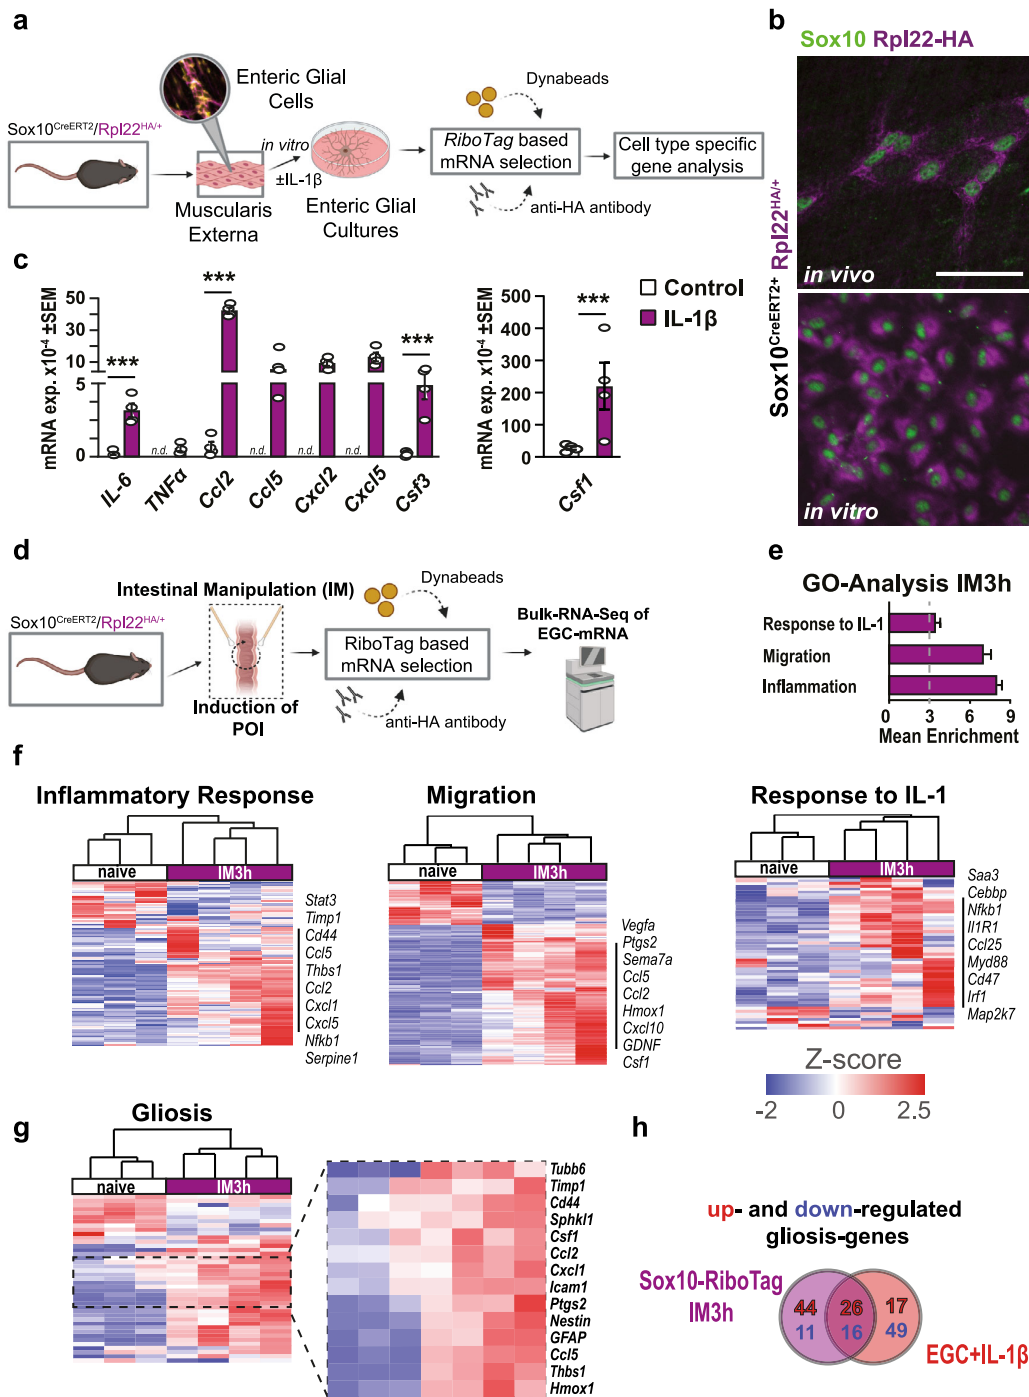 a
Enteric Glial
Cells
Sox10CreERT2/Rpl22HA/+
in vitro
±IL-1β
Muscularis
Externa
Enteric Glial
Cultures
Dynabeads
RiboTag based
mRNA selection
anti-HA antibody
Cell type specific
gene analysis
b
Sox10 Rpl22-HA
Sox10CreERT2+ Rpl22HA/+
in vivo
in vitro
c
mRNA exp. x10-4 ±SEM
50
40
30
20
10
5
0
***
***
***
n.d.
n.d.
n.d.
n.d.
IL-6
TNFα
Ccl2
Ccl5
Cxcl2
Cxcl5
Csf3
mRNA exp. x10-4 ±SEM
500
400
300
200
100
0
***
Csf1
Control
IL-1β
d
Sox10CreERT2/Rpl22HA/+
Intestinal Manipulation (IM)
Induction of
POI
Dynabeads
RiboTag based
mRNA selection
anti-HA antibody
Bulk-RNA-Seq of
EGC-mRNA
e
GO-Analysis IM3h
Response to IL-1
Migration
Inflammation
0 3 6 9
Mean Enrichment
f
Inflammatory Response
naive IM3h
Stat3
Timp1
Cd44
Ccl5
Thbs1
Ccl2
Cxcl1
Cxcl5
Nfkb1
Serpine1
Migration
naive IM3h
Vegfa
Ptgs2
Sema7a
Ccl5
Ccl2
Hmox1
Cxcl10
GDNF
Csf1
Response to IL-1
naive IM3h
Saa3
Cebbp
Nfkb1
Il1R1
Ccl25
Myd88
Cd47
Irf1
Map2k7
Z-score
-2 0 2.5
g
Gliosis
naive IM3h
Tubb6
Timp1
Cd44
Sphkl1
Csf1
Ccl2
Cxcl1
Icam1
Ptgs2
Nestin
GFAP
Ccl5
Thbs1
Hmox1
h
up- and down-regulated
gliosis-genes
Sox10-RiboTag
IM3h
44 26 17
11 16 49
EGC+IL-1β